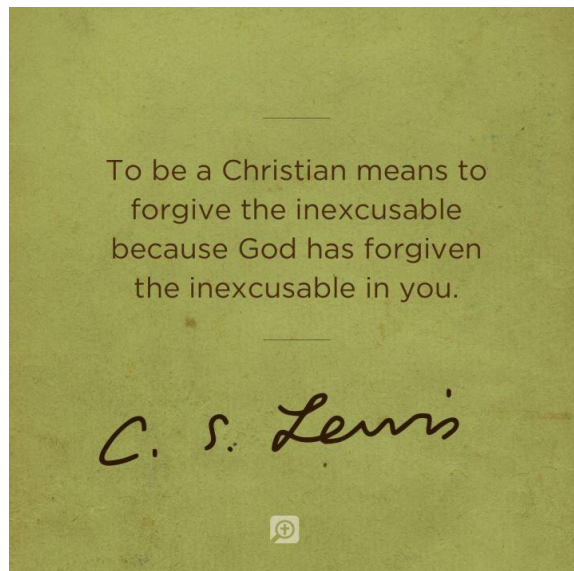 To be a Christian means to
forgive the inexcusable
because God has forgiven
the inexcusable in you.
C. S. Lewis